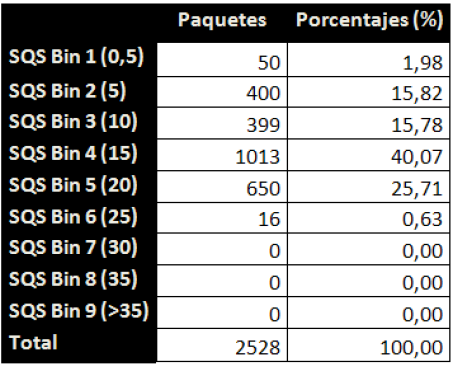 Paquetes Porcentajes (%)
SQS Bin 1 (0,5) 50 1,98
SQS Bin 2 (5) 400 15,82
SQS Bin 3 (10) 399 15,78
SQS Bin 4 (15) 1013 40,07
SQS Bin 5 (20) 650 25,71
SQS Bin 6 (25) 16 0,63
SQS Bin 7 (30) 0 0,00
SQS Bin 8 (35) 0 0,00
SQS Bin 9 (>35) 0 0,00
Total 2528 100,00